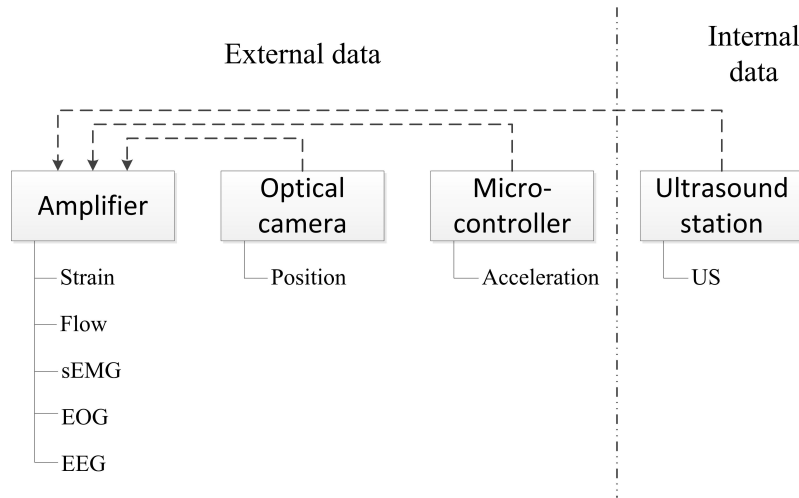 External data
Internal
data
Amplifier
Optical
camera
Micro-
controller
Ultrasound
station
Strain
Flow
sEMG
EOG
EEG
Position
Acceleration
US